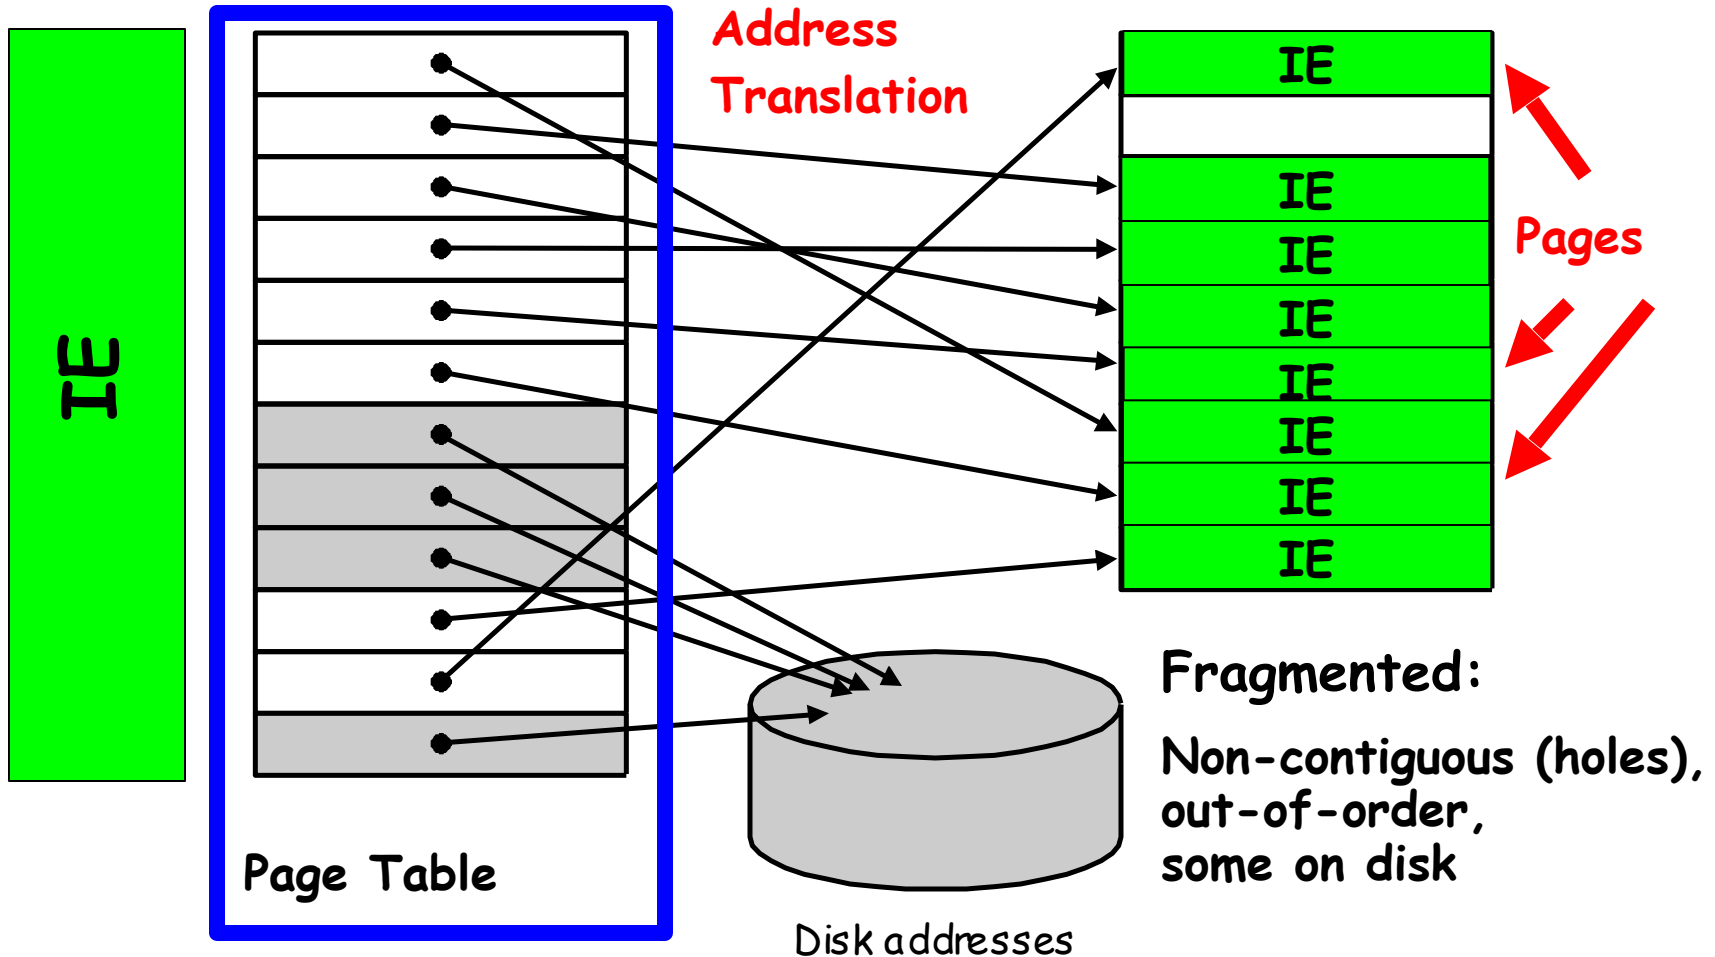 IE
Address
Translation
IE
IE
IE
IE
IE
IE
IE
IE
Pages
Page Table
Fragmented:
Non-contiguous (holes),
out-of-order,
some on disk
Disk addresses